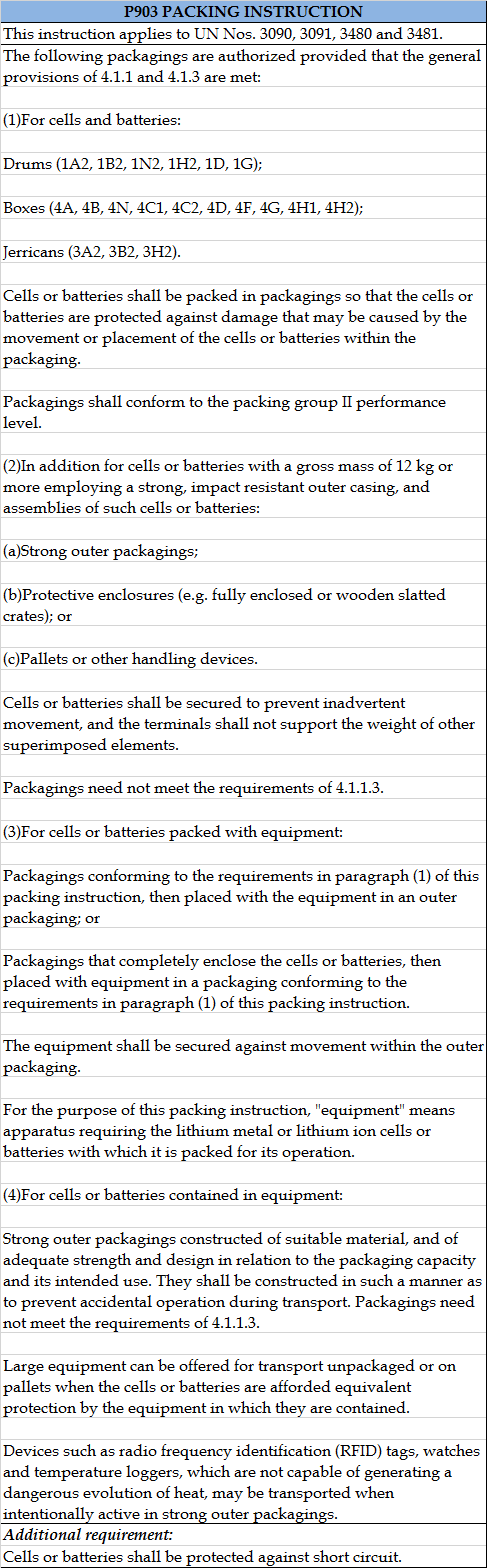 P903 PACKING INSTRUCTION
This instruction applies to UN Nos. 3090, 3091, 3480 and 3481.
The following packagings are authorized provided that the general
provisions of 4.1.1 and 4.1.3 are met:
(1)For cells and batteries:
Drums (1A2, 1B2, 1N2, 1H2, 1D, 1G);
Boxes (4A, 4B, 4N, 4C1, 4C2, 4D, 4F, 4G, 4H1, 4H2);
Jerricans (3A2, 3B2, 3H2).
Cells or batteries shall be packed in packagings so that the cells or
batteries are protected against damage that may be caused by the
movement or placement of the cells or batteries within the
packaging.
Packagings shall conform to the packing group II performance
level.
(2)In addition for cells or batteries with a gross mass of 12 kg or
more employing a strong, impact resistant outer casing, and
assemblies of such cells or batteries:
(a)Strong outer packagings;
(b)Protective enclosures (e.g. fully enclosed or wooden slatted
crates); or
(c)Pallets or other handling devices.
Cells or batteries shall be secured to prevent inadvertent
movement, and the terminals shall not support the weight of other
superimposed elements.
Packagings need not meet the requirements of 4.1.1.3.
(3)For cells or batteries packed with equipment:
Packagings conforming to the requirements in paragraph (1) of this
packing instruction, then placed with the equipment in an outer
packaging; or
Packagings that completely enclose the cells or batteries, then
placed with equipment in a packaging conforming to the
requirements in paragraph (1) of this packing instruction.
The equipment shall be secured against movement within the outer
packaging.
For the purpose of this packing instruction, "equipment" means
apparatus requiring the lithium metal or lithium ion cells or
batteries with which it is packed for its operation.
(4)For cells or batteries contained in equipment:
Strong outer packagings constructed of suitable material, and of
adequate strength and design in relation to the packaging capacity
and its intended use. They shall be constructed in such a manner as
to prevent accidental operation during transport. Packagings need
not meet the requirements of 4.1.1.3.
Large equipment can be offered for transport unpackaged or on
pallets when the cells or batteries are afforded equivalent
protection by the equipment in which they are contained.
Devices such as radio frequency identification (RFID) tags, watches
and temperature loggers, which are not capable of generating a
dangerous evolution of heat, may be transported when
intentionally active in strong outer packagings.
Additional requirement:
Cells or batteries shall be protected against short circuit.